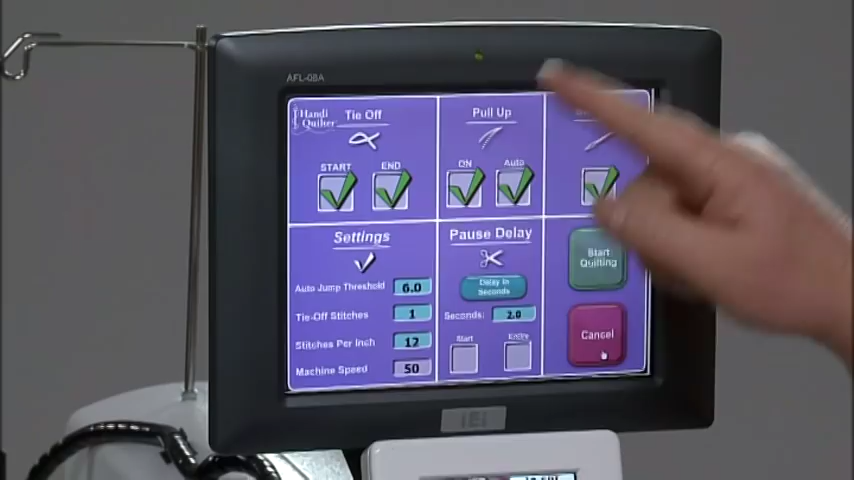 AFL-08A
Handi Quilter
Tie Off
START END
Pull Up
ON Auto
Settings
Auto Jump Threshold 6.0
Tie-Off Stitches 1
Stitches Per Inch 12
Machine Speed 50
Pause Delay
Delay In
Seconds
Seconds: 2.0
Start
Start
Quilting
Cancel
iEi